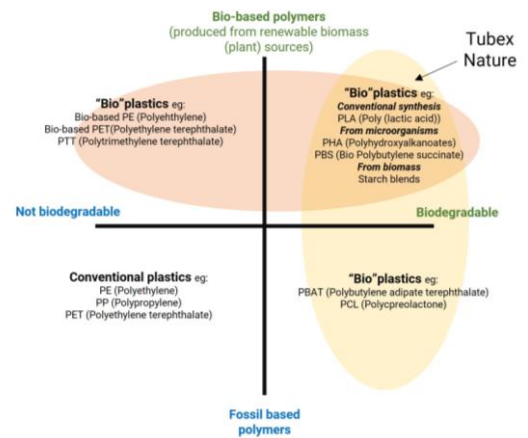 Bio-based polymers
(produced from renewable biomass
(plant) sources)
Tubex
Nature
"Bio"plastics eg:
Bio-based PE (Polyehthylene)
Bio-based PET(Polyethylene terephthalate)
PTT (Polytrimethylene terephthalate)
"Bio"plastics eg:
Conventional synthesis
PLA (Poly (lactic acid))
From microorganisms
PHA (Polyhydroxyalkanoates)
PBS (Bio Polybutylene succinate)
From biomass
Starch blends
Not biodegradable
Biodegradable
Conventional plastics eg:
PE (Polyethylene)
PP (Polypropylene)
PET (Polyethylene terephthalate)
"Bio"plastics eg:
PBAT (Polybutylene adipate terephthalate)
PCL (Polycpreolactone)
Fossil based
polymers